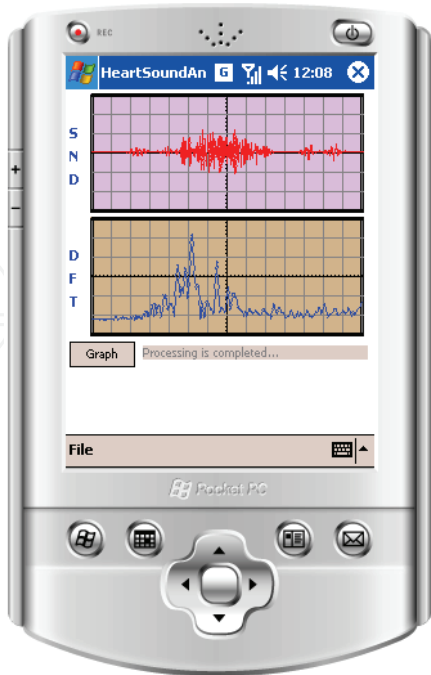 REC
HeartSoundAn G 12:08
S
N
D
D
F
T
Graph Processing is completed...
File
Pocket PC